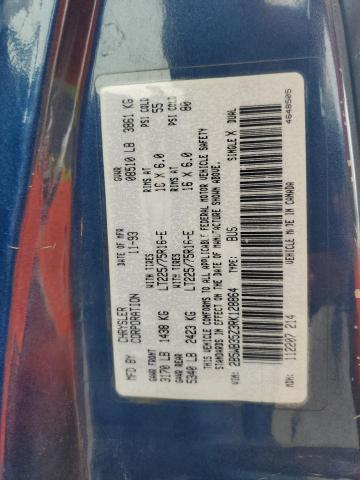 MFD BY CHRYSLER CORPORATION
DATE OF MFR 11-93
GVWR 08510 LB 3861 KG
GAWR FRONT WITH TIRES RIMS AT PSI COLD
3170 LB 1438 KG LT225/75R16-E 16 X 6.0 55
GAWR REAR WITH TIRES RIMS AT PSI COLD
5340 LB 2423 KG LT225/75R16-E 16 X 6.0 80
THIS VEHICLE CONFORMS TO ALL APPLICABLE FEDERAL MOTOR VEHICLE SAFETY
STANDARDS IN EFFECT ON THE DATE OF MANUFACTURE SHOWN ABOVE.
VIN: 2B5WB35Z3RK128864 TYPE: BUS SINGLE X DUAL
MDH: 112207 214 VEHICLE MADE IN CANADA 4648505